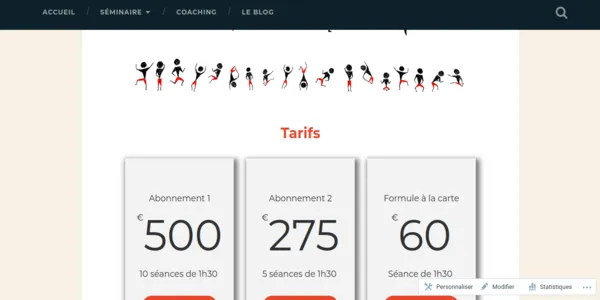 ACCUEIL / SÉMINAIRE / COACHING / LE BLOG
Tarifs
Abonnement 1
€ 500
10 séances de 1h30
Abonnement 2
€ 275
5 séances de 1h30
Formule à la carte
€ 60
Séance de 1h30
Personnaliser Modifier Statistiques ...